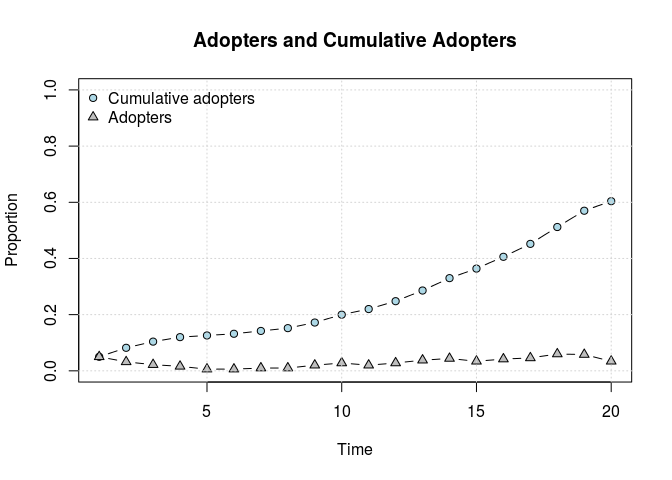 Adopters and Cumulative Adopters
Cumulative adopters
Adopters
1.0
0.8
0.6
0.4
0.2
0.0
Proportion
5 10 15 20
Time